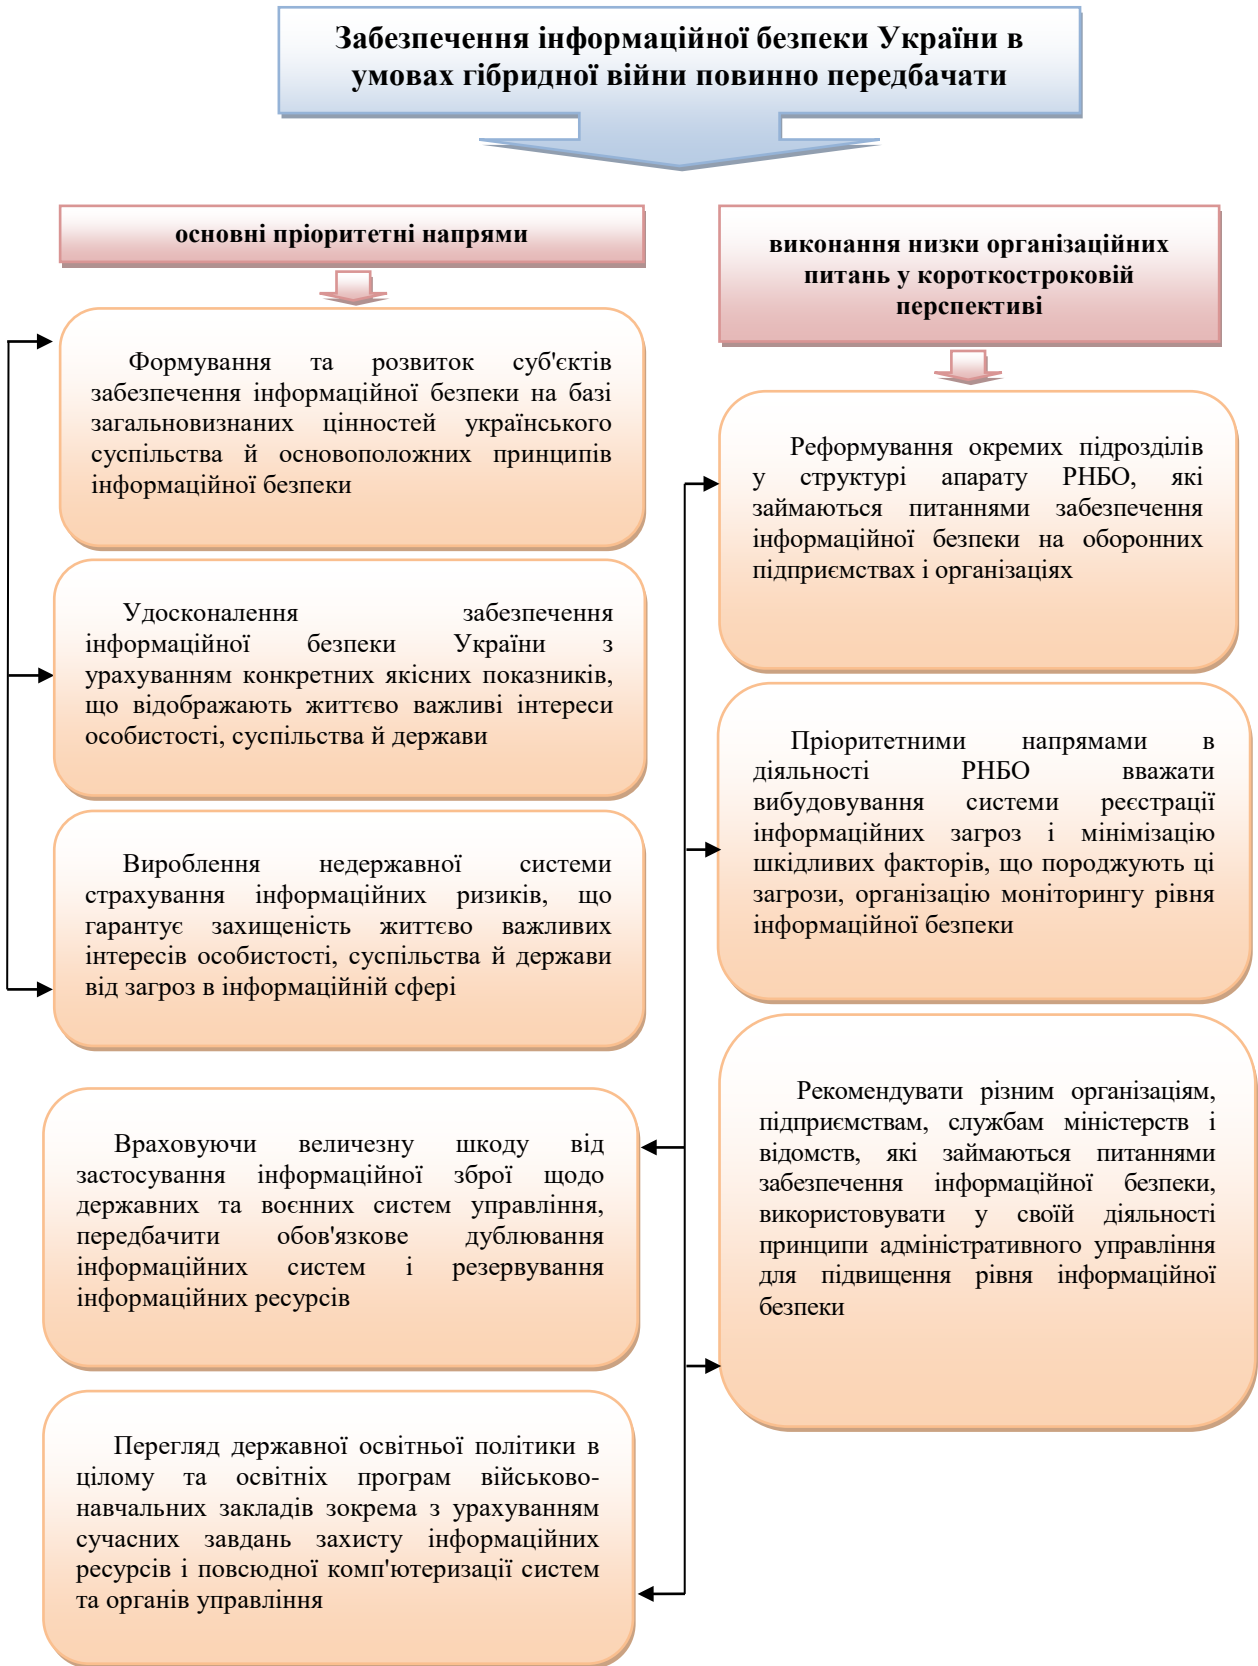 Забезпечення інформаційної безпеки України в
умовах гібридної війни повинно передбачати
основні пріоритетні напрями
Формування та розвиток суб'єктів
забезпечення інформаційної безпеки на базі
загальновизнаних цінностей українського
суспільства й основоположних принципів
інформаційної безпеки
Удосконалення забезпечення
інформаційної безпеки України з
урахуванням конкретних якісних показників,
що відображають життєво важливі інтереси
особистості, суспільства й держави
Вироблення недержавної системи
страхування інформаційних ризиків, що
гарантує захищеність життєво важливих
інтересів особистості, суспільства й держави
від загроз в інформаційній сфері
виконання низки організаційних
питань у короткостроковій
перспективі
Реформування окремих підрозділів
у структурі апарату РНБО, які
займаються питаннями забезпечення
інформаційної безпеки на оборонних
підприємствах і організаціях
Пріоритетними напрямами в
діяльності РНБО вважати
вибудовування системи реєстрації
інформаційних загроз і мінімізацію
шкідливих факторів, що породжують ці
загрози, організацію моніторингу рівня
інформаційної безпеки
Рекомендувати різним організаціям,
підприємствам, службам міністерств і
відомств, які займаються питаннями
забезпечення інформаційної безпеки,
використовувати у своїй діяльності
принципи адміністративного управління
для підвищення рівня інформаційної
безпеки
Враховуючи величезну шкоду від
застосування інформаційної зброї щодо
державних та воєнних систем управління,
передбачити обов'язкове дублювання
інформаційних систем і резервування
інформаційних ресурсів
Перегляд державної освітньої політики в
цілому та освітніх програм військово-
навчальних закладів зокрема з урахуванням
сучасних завдань захисту інформаційних
ресурсів і повсюдної комп'ютеризації систем
та органів управління